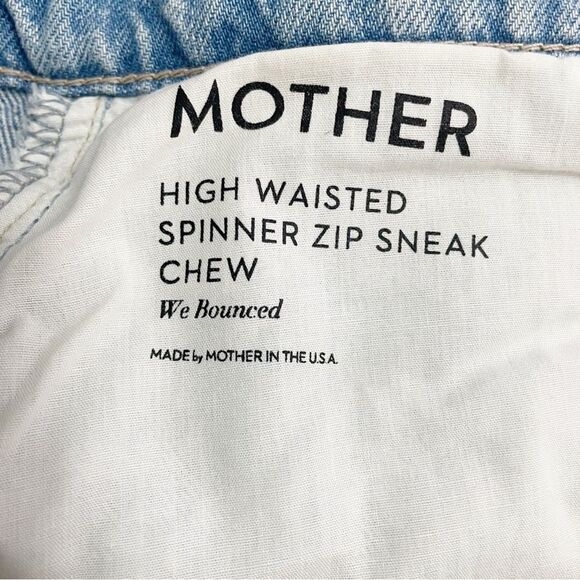 MOTHER
HIGH WAISTED
SPINNER ZIP SNEAK
CHEW
We Bounced
MADE by MOTHER IN THE U.S.A.